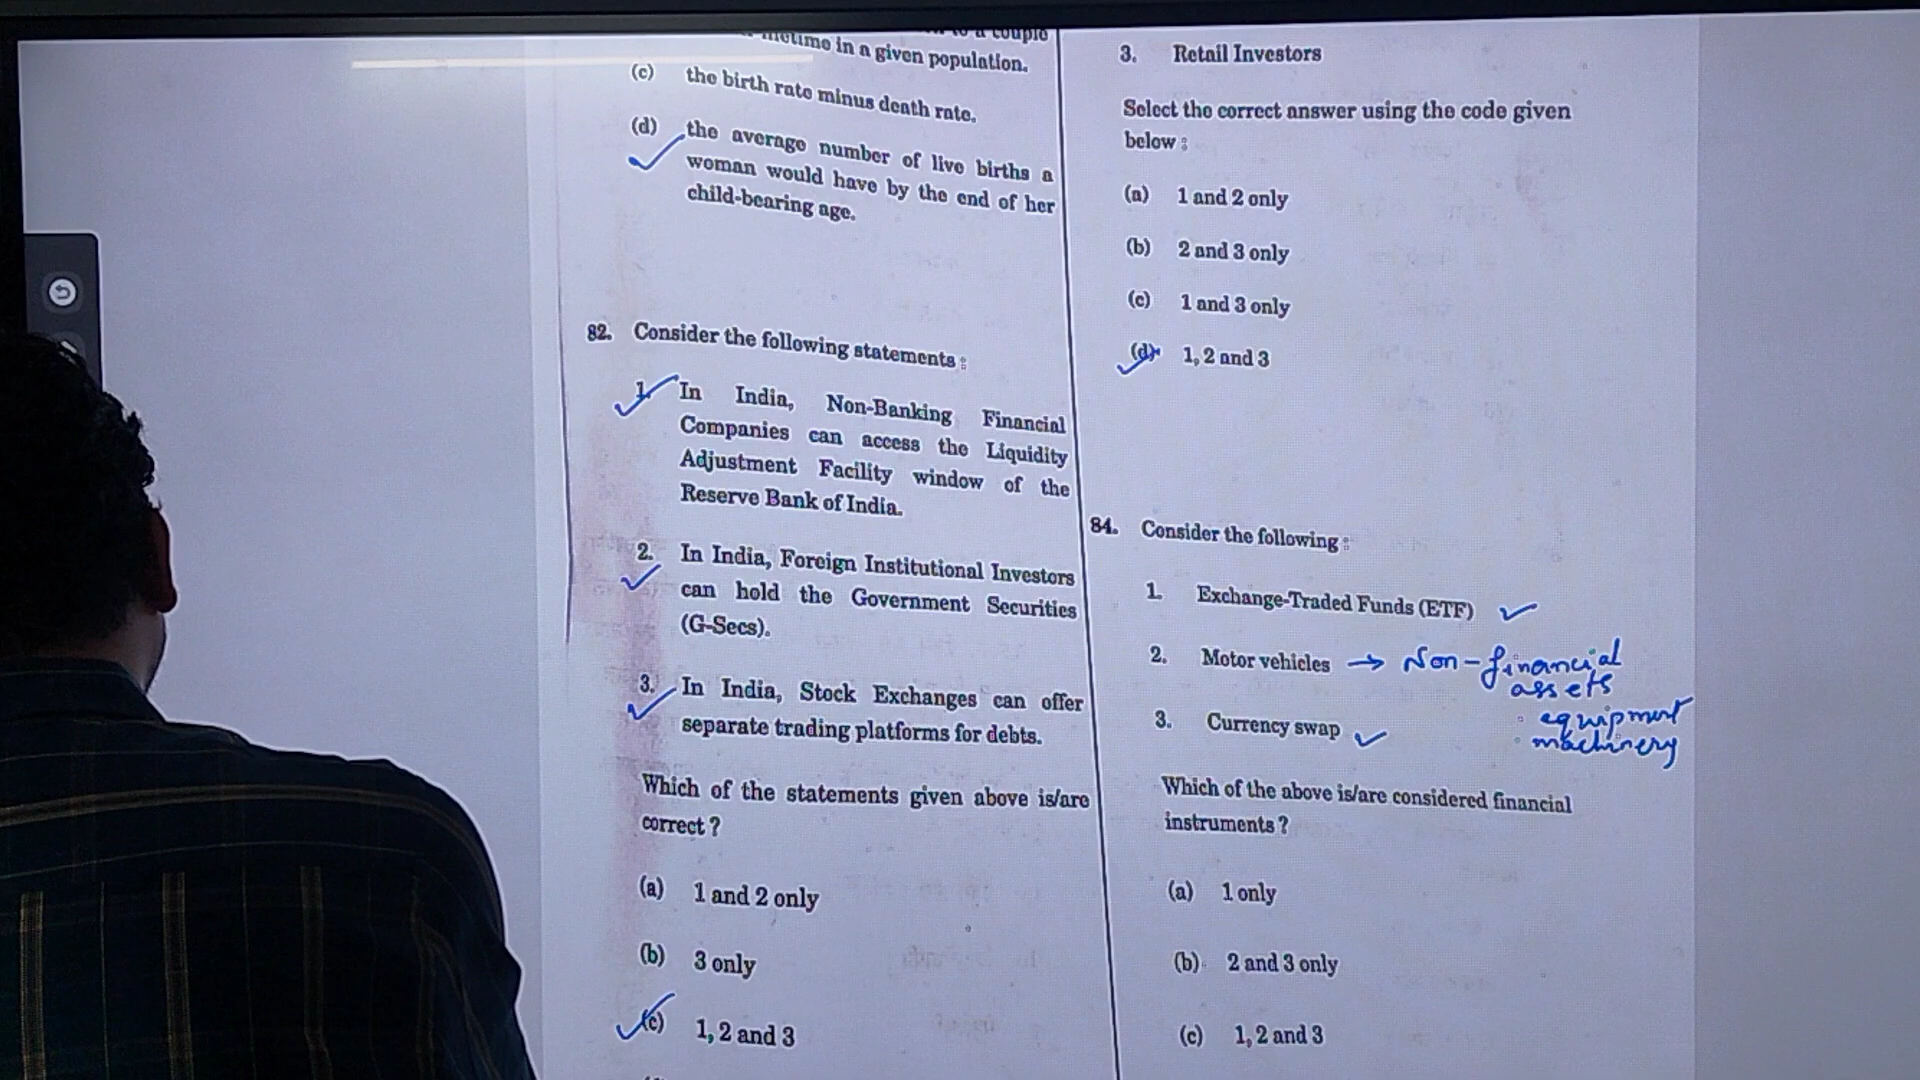 lifetime in a given population.
(c) the birth rate minus death rate.
(d) the average number of live births a
woman would have by the end of her
child-bearing age.
82. Consider the following statements :
1. In India, Non-Banking Financial
Companies can access the Liquidity
Adjustment Facility window of the
Reserve Bank of India.
2. In India, Foreign Institutional Investors
can hold the Government Securities
(G-Secs).
3. In India, Stock Exchanges can offer
separate trading platforms for debts.
Which of the statements given above is/are
correct ?
(a) 1 and 2 only
(b) 3 only
(c) 1, 2 and 3
3. Retail Investors
Select the correct answer using the code given
below :
(a) 1 and 2 only
(b) 2 and 3 only
(c) 1 and 3 only
(d) 1, 2 and 3
84. Consider the following :
1. Exchange-Traded Funds (ETF)
2. Motor vehicles → Non-financial
assets
3. Currency swap
· equipment
· machinery
Which of the above is/are considered financial
instruments ?
(a) 1 only
(b) 2 and 3 only
(c) 1, 2 and 3